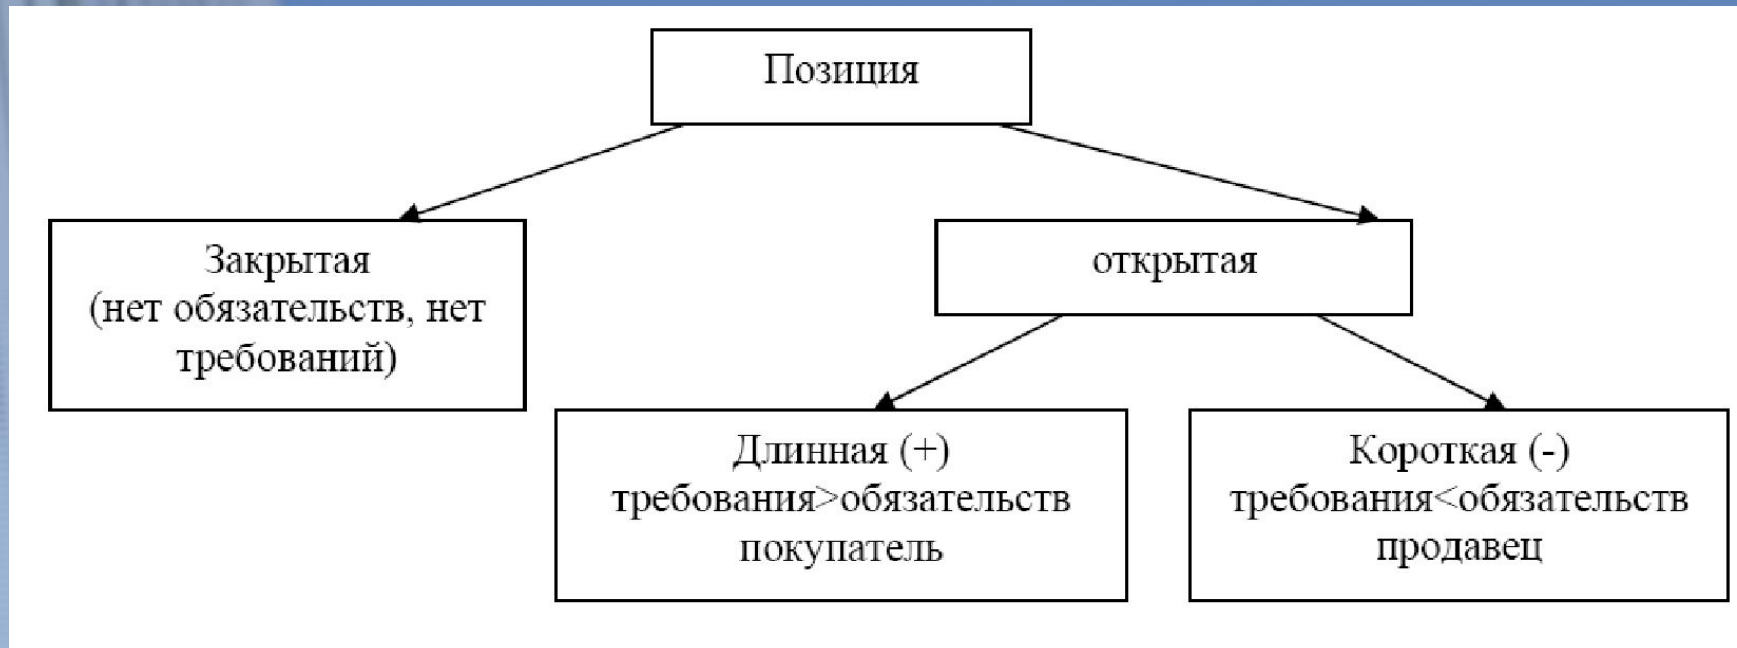 Позиция
Закрытая
(нет обязательств, нет
требований)
открытая
Длинная (+)
требования>обязательств
покупатель
Короткая (-)
требования<обязательств
продавец